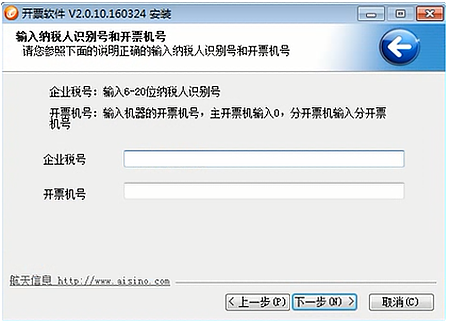 开票软件 V2.0.10.160324 安装
输入纳税人识别号和开票机号
请您参照下面的说明正确的输入纳税人识别号和开票机号
企业税号：输入6-20位纳税人识别号
开票机号：输入机器的开票机号，主开票机输入0，分开票机输入分开票
机号
企业税号
开票机号
航天信息 http://www.aisino.com
<上一步(P)
下一步(N) >
取消(C)